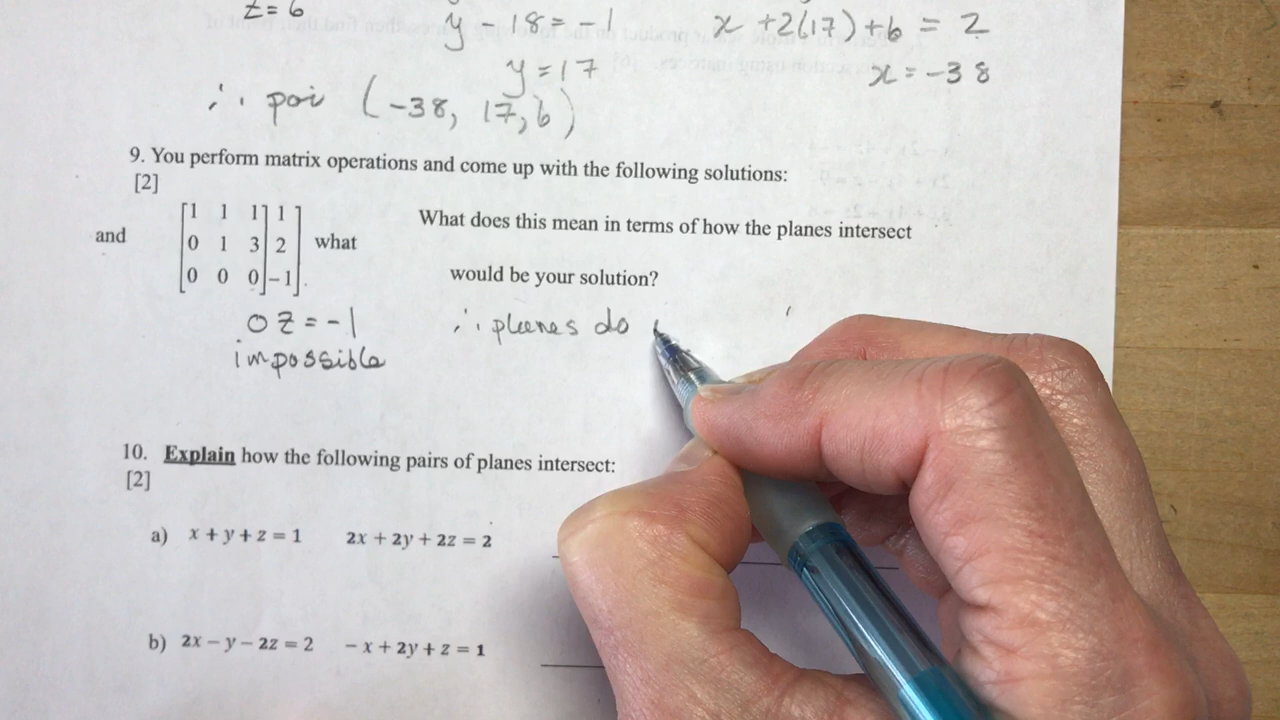 z = 6
y - 18 = -1
x + 2(17) + 6 = 2
y = 17
x = -38
∴ poi (-38, 17, 6)
9. You perform matrix operations and come up with the following solutions:
[2]
and
1 1 1 | 1
0 1 3 | 2
0 0 0 | -1
.
what
What does this mean in terms of how the planes intersect
would be your solution?
0z = -1
impossible
∴ planes do
10. Explain how the following pairs of planes intersect:
[2]
a) x + y + z = 1 2x + 2y + 2z = 2
b) 2x - y - 2z = 2 - x + 2y + z = 1